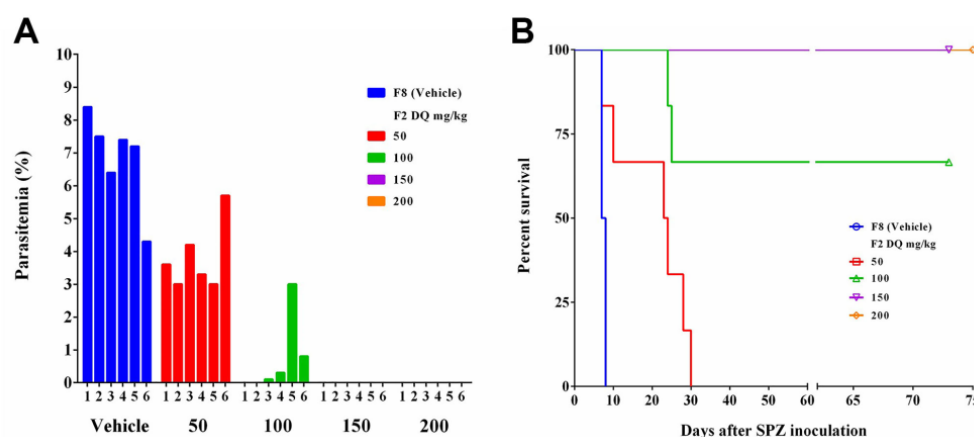 A
Parasitemia (%)
10
9
8
7
6
5
4
3
2
1
0
F8 (Vehicle)
F2 DQ mg/kg
50
100
150
200
1 2 3 4 5 6 1 2 3 4 5 6 1 2 3 4 5 6 1 2 3 4 5 6 1 2 3 4 5 6
Vehicle 50 100 150 200
B
Percent survival
100
75
50
25
0
F8 (Vehicle)
F2 DQ mg/kg
50
100
150
200
0 10 20 30 40 50 60 65 70 75
Days after SPZ inoculation